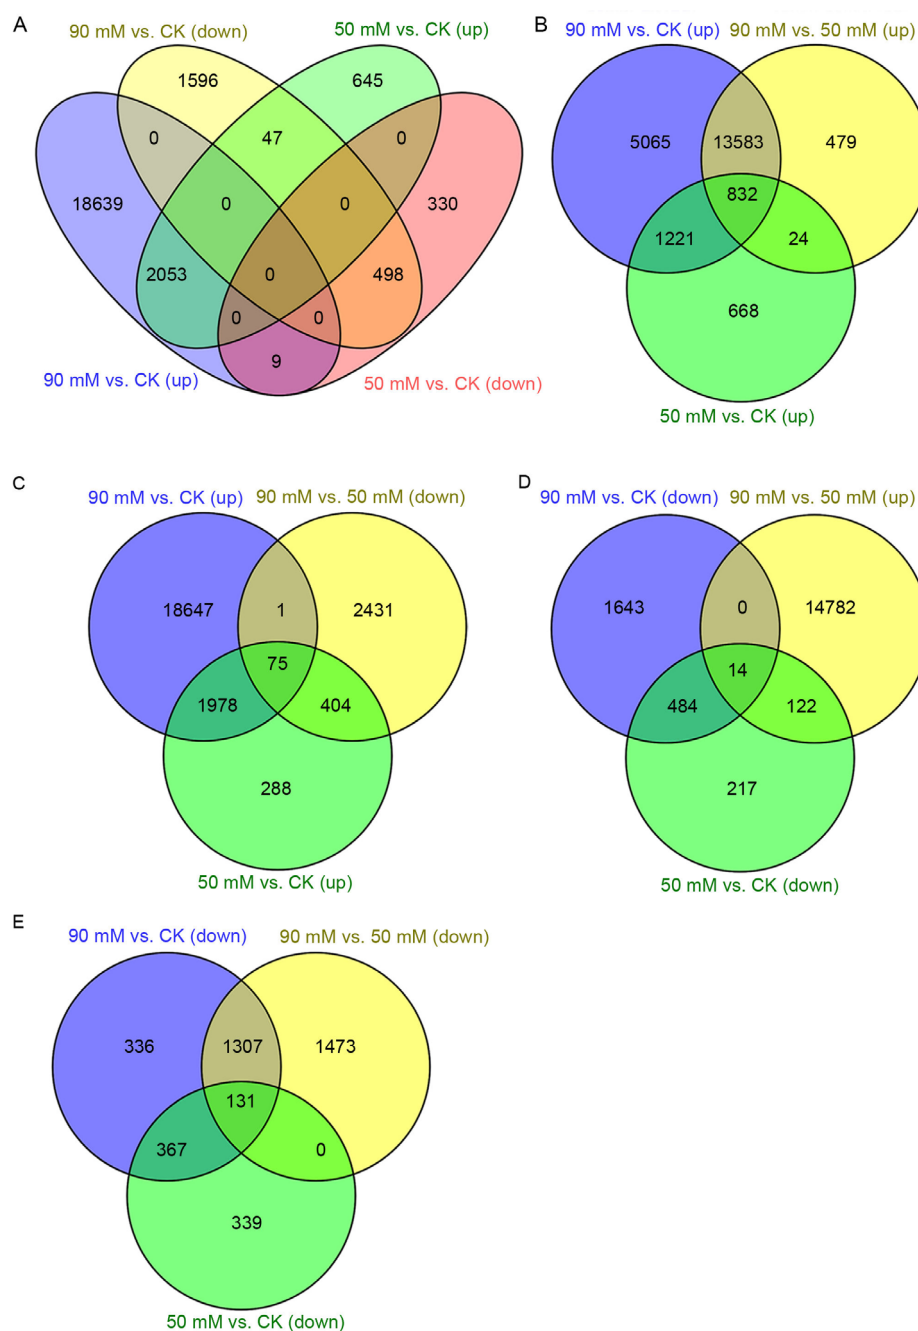 A
90 mM vs. CK (down)
50 mM vs. CK (up)
1596
645
0
47
0
18639
0
0
330
2053
0
498
0
0
9
90 mM vs. CK (up)
50 mM vs. CK (down)
B
90 mM vs. CK (up)
90 mM vs. 50 mM (up)
5065
13583
479
832
1221
24
668
50 mM vs. CK (up)
C
90 mM vs. CK (up)
90 mM vs. 50 mM (down)
18647
1
2431
75
1978
404
288
50 mM vs. CK (up)
D
90 mM vs. CK (down)
90 mM vs. 50 mM (up)
1643
0
14782
14
484
122
217
50 mM vs. CK (down)
E
90 mM vs. CK (down)
90 mM vs. 50 mM (down)
336
1307
1473
131
367
0
339
50 mM vs. CK (down)